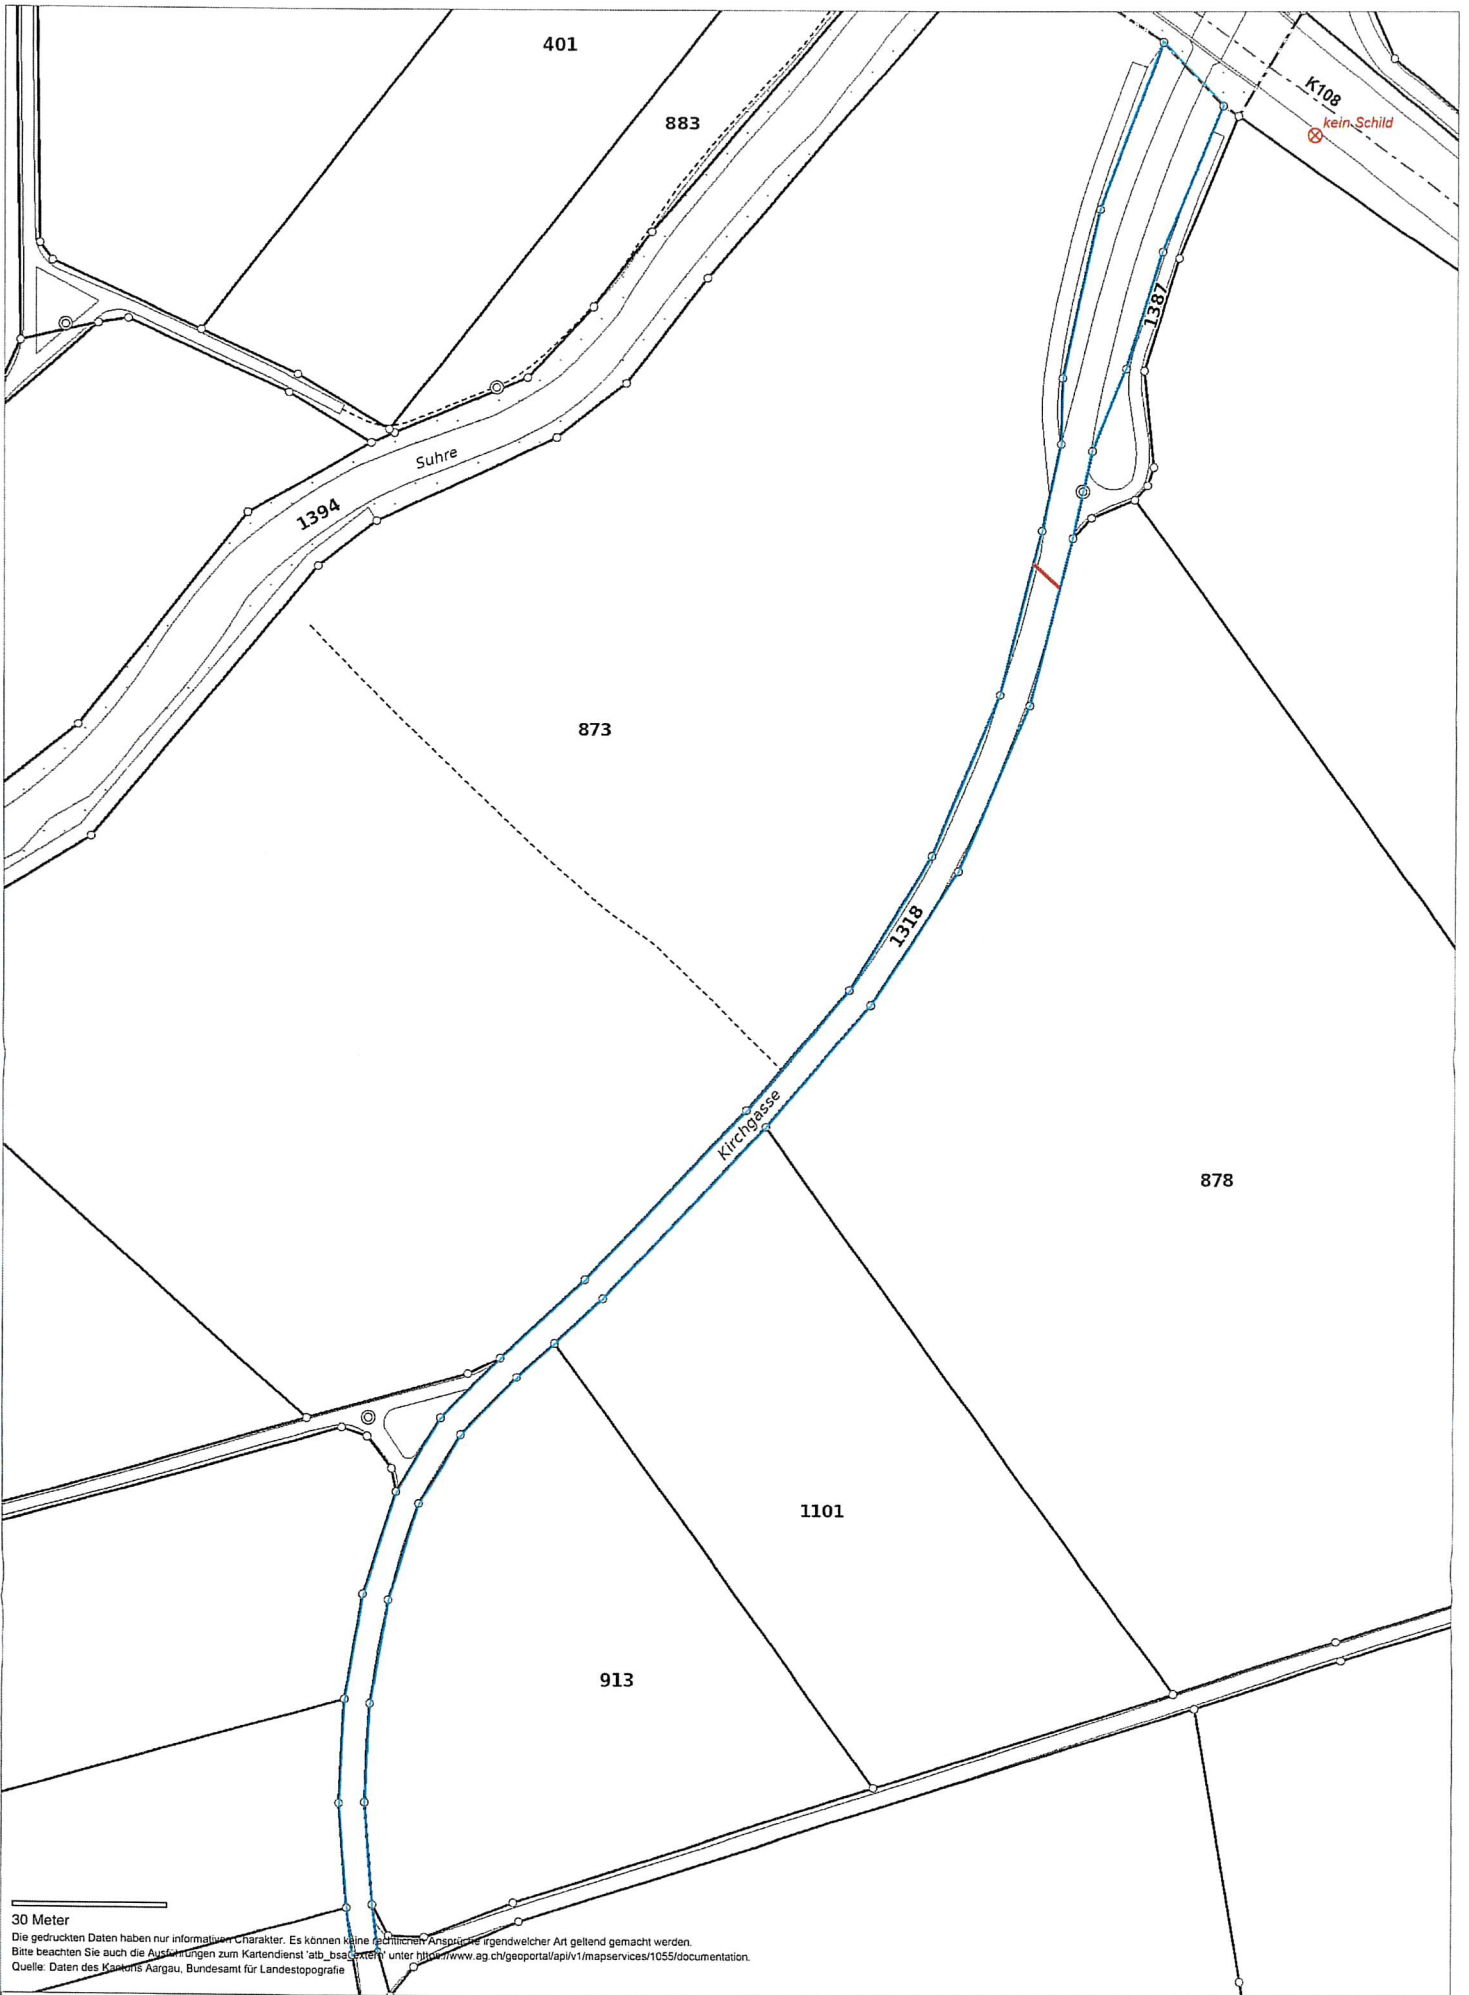 401
883
K108
kein Schild
1387
Suhre
1394
873
1318
Kirchgasse
878
1101
913
30 Meter
Die gedruckten Daten haben nur informativen Charakter. Es können keine rechtlichen Ansprüche irgendwelcher Art geltend gemacht werden.
Bitte beachten Sie auch die Ausführungen zum Kartendienst 'atb_bsa_extern' unter https://www.ag.ch/geoportal/api/v1/mapservices/1055/documentation.
Quelle: Daten des Kantons Aargau, Bundesamt für Landestopografie